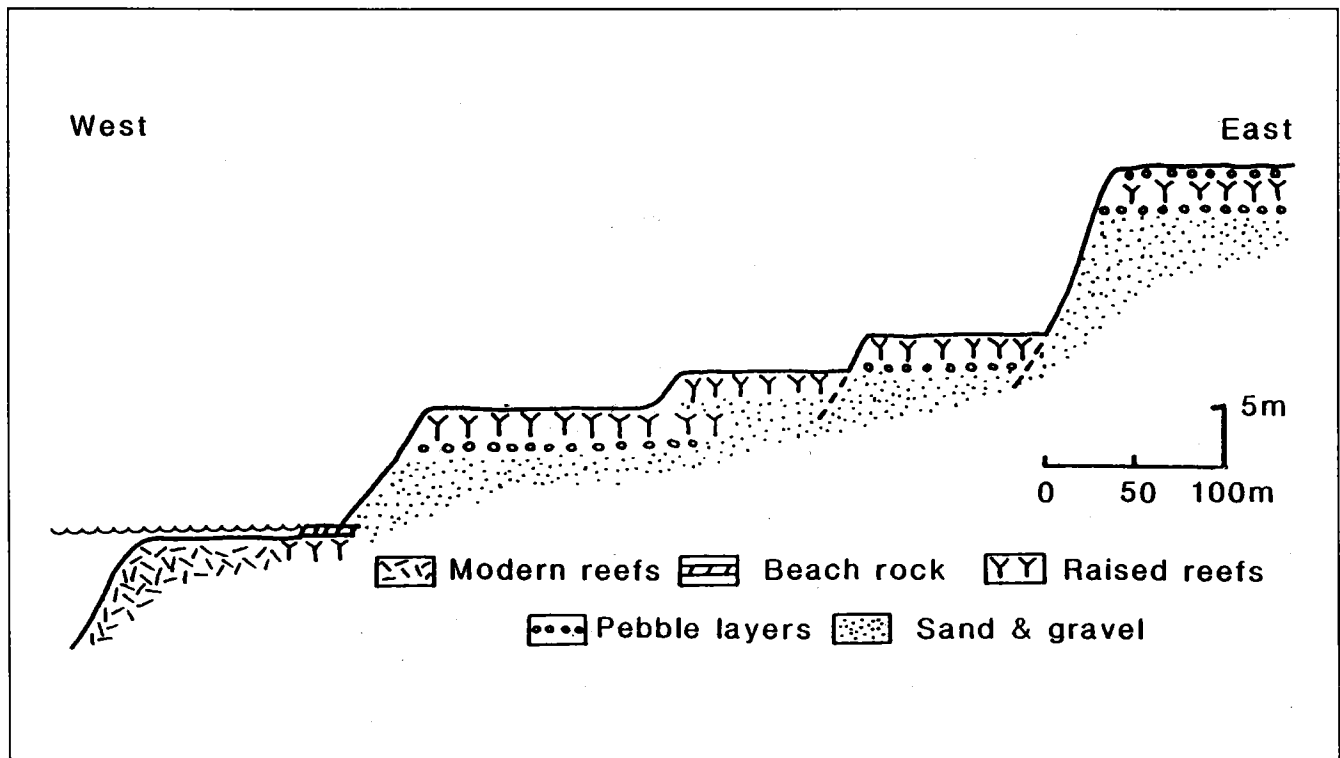 West
East
5m
0 50 100m
Modern reefs Beach rock Raised reefs
Pebble layers Sand & gravel